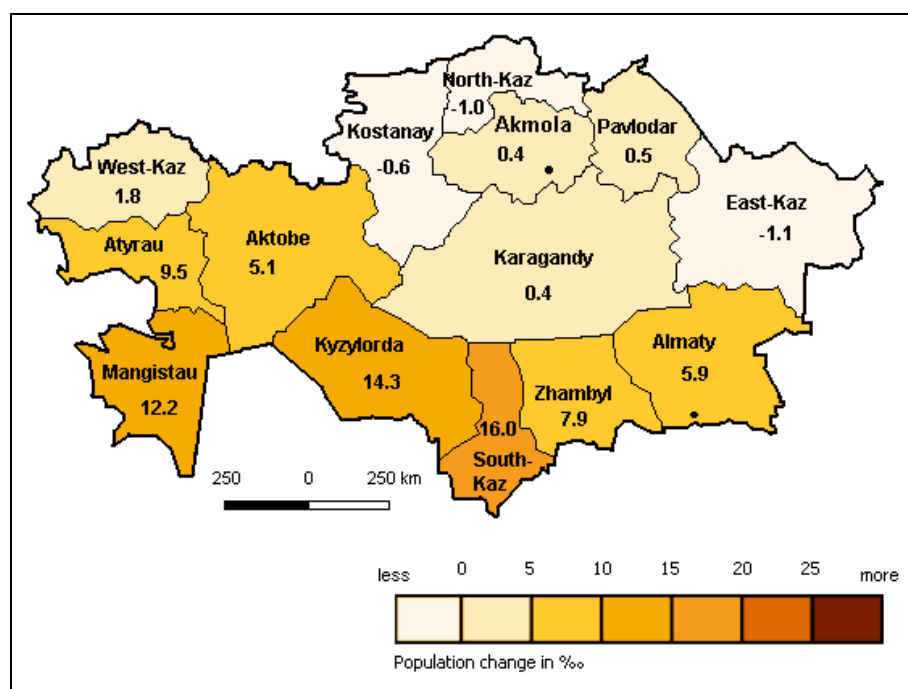 North-Kaz
-1.0
Kostanay
-0.6
Akmola
0.4
Pavlodar
0.5
West-Kaz
1.8
East-Kaz
-1.1
Atyrau
9.5
Aktobe
5.1
Karagandy
0.4
Mangistau
12.2
Kyzylorda
14.3
16.0
South-
Kaz
Zhambyl
7.9
Almaty
5.9
250 0 250 km
less 0 5 10 15 20 25 more
Population change in ‰